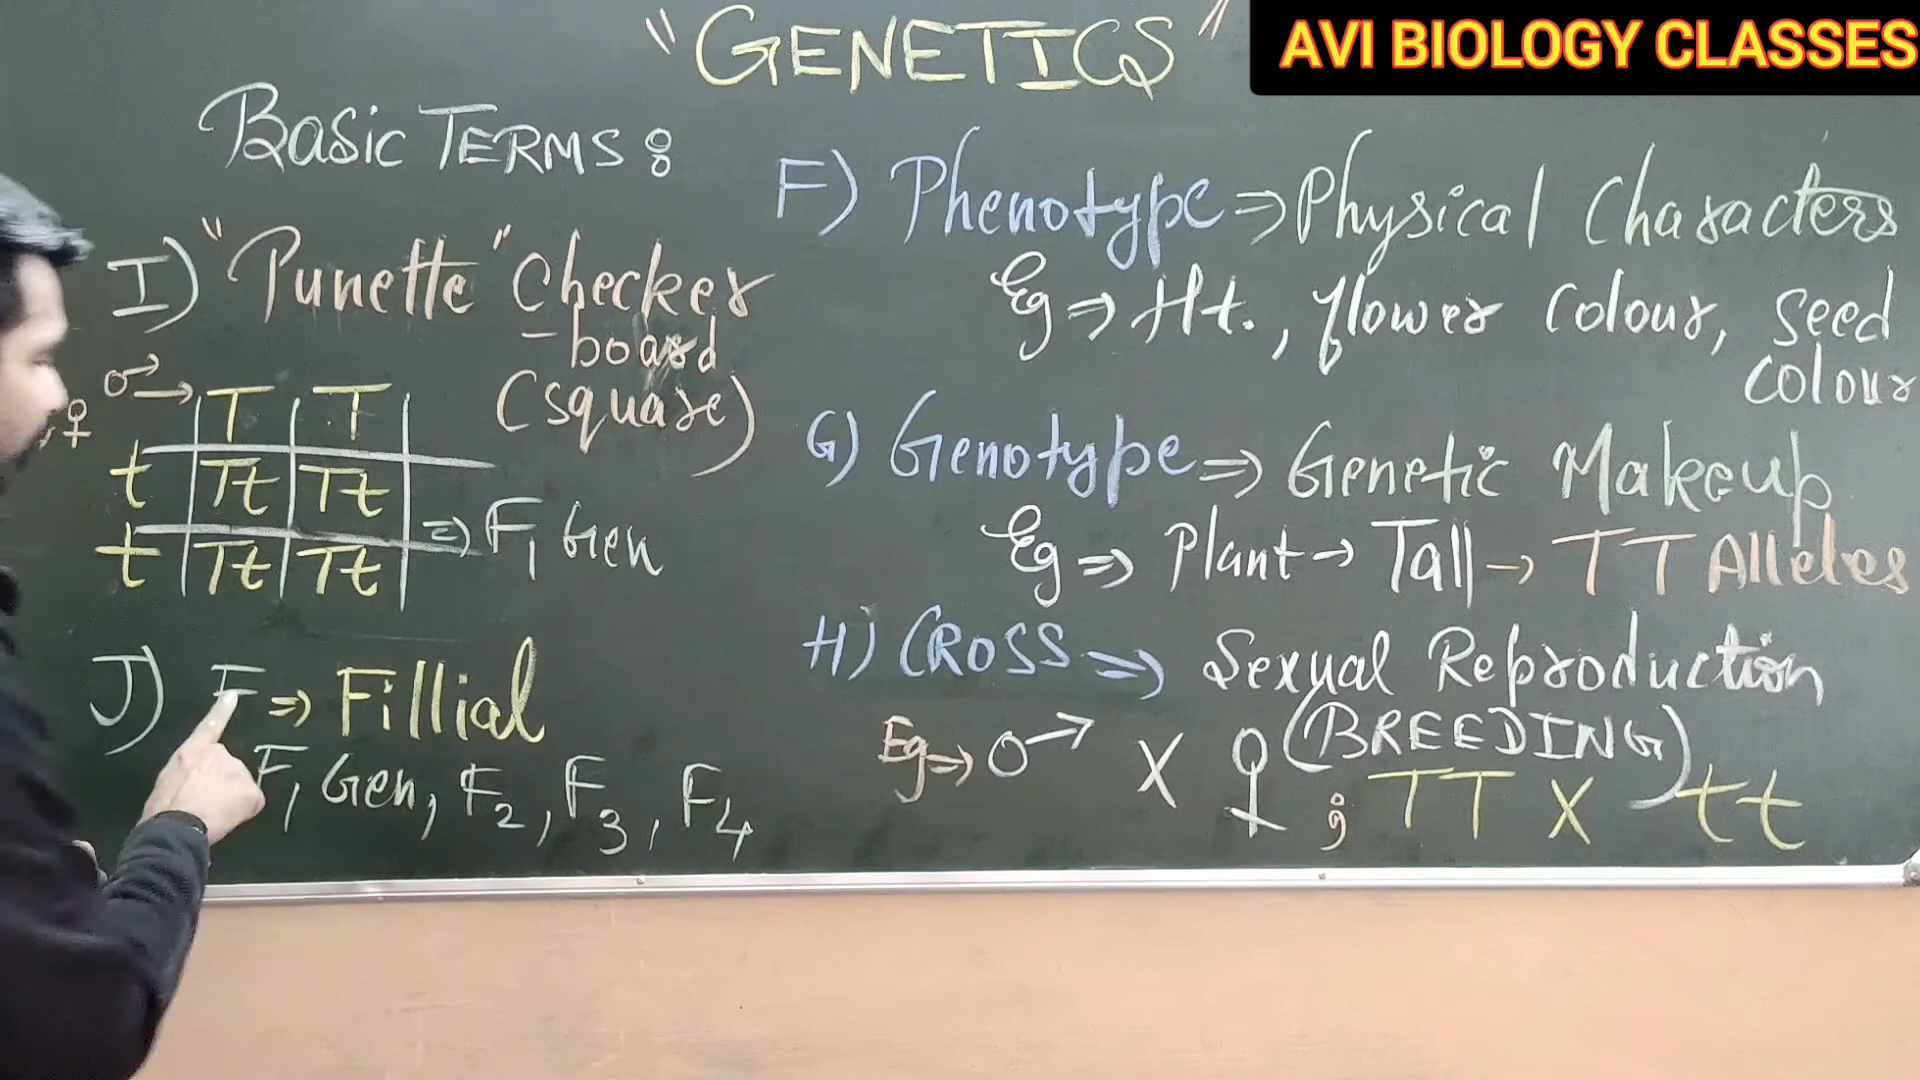 "GENETICS"
AVI BIOLOGY CLASSES
Basic TERMS :
I) "Punette" Checker
- board
(square)
♂→ T T
♀
t Tt Tt
t Tt Tt
⇒ F1 Gen
J) F ⇒ Fillial
F1 Gen, F2, F3, F4
F) Phenotype ⇒ Physical Characters
Eg ⇒ Ht., flower colour, seed
colour
G) Genotype ⇒ Genetic Makeup
Eg ⇒ Plant → Tall → TT Alleles
H) CROSS ⇒ Sexual Reproduction
(BREEDING)
Eg → ♂ X ♀ ; TT X tt